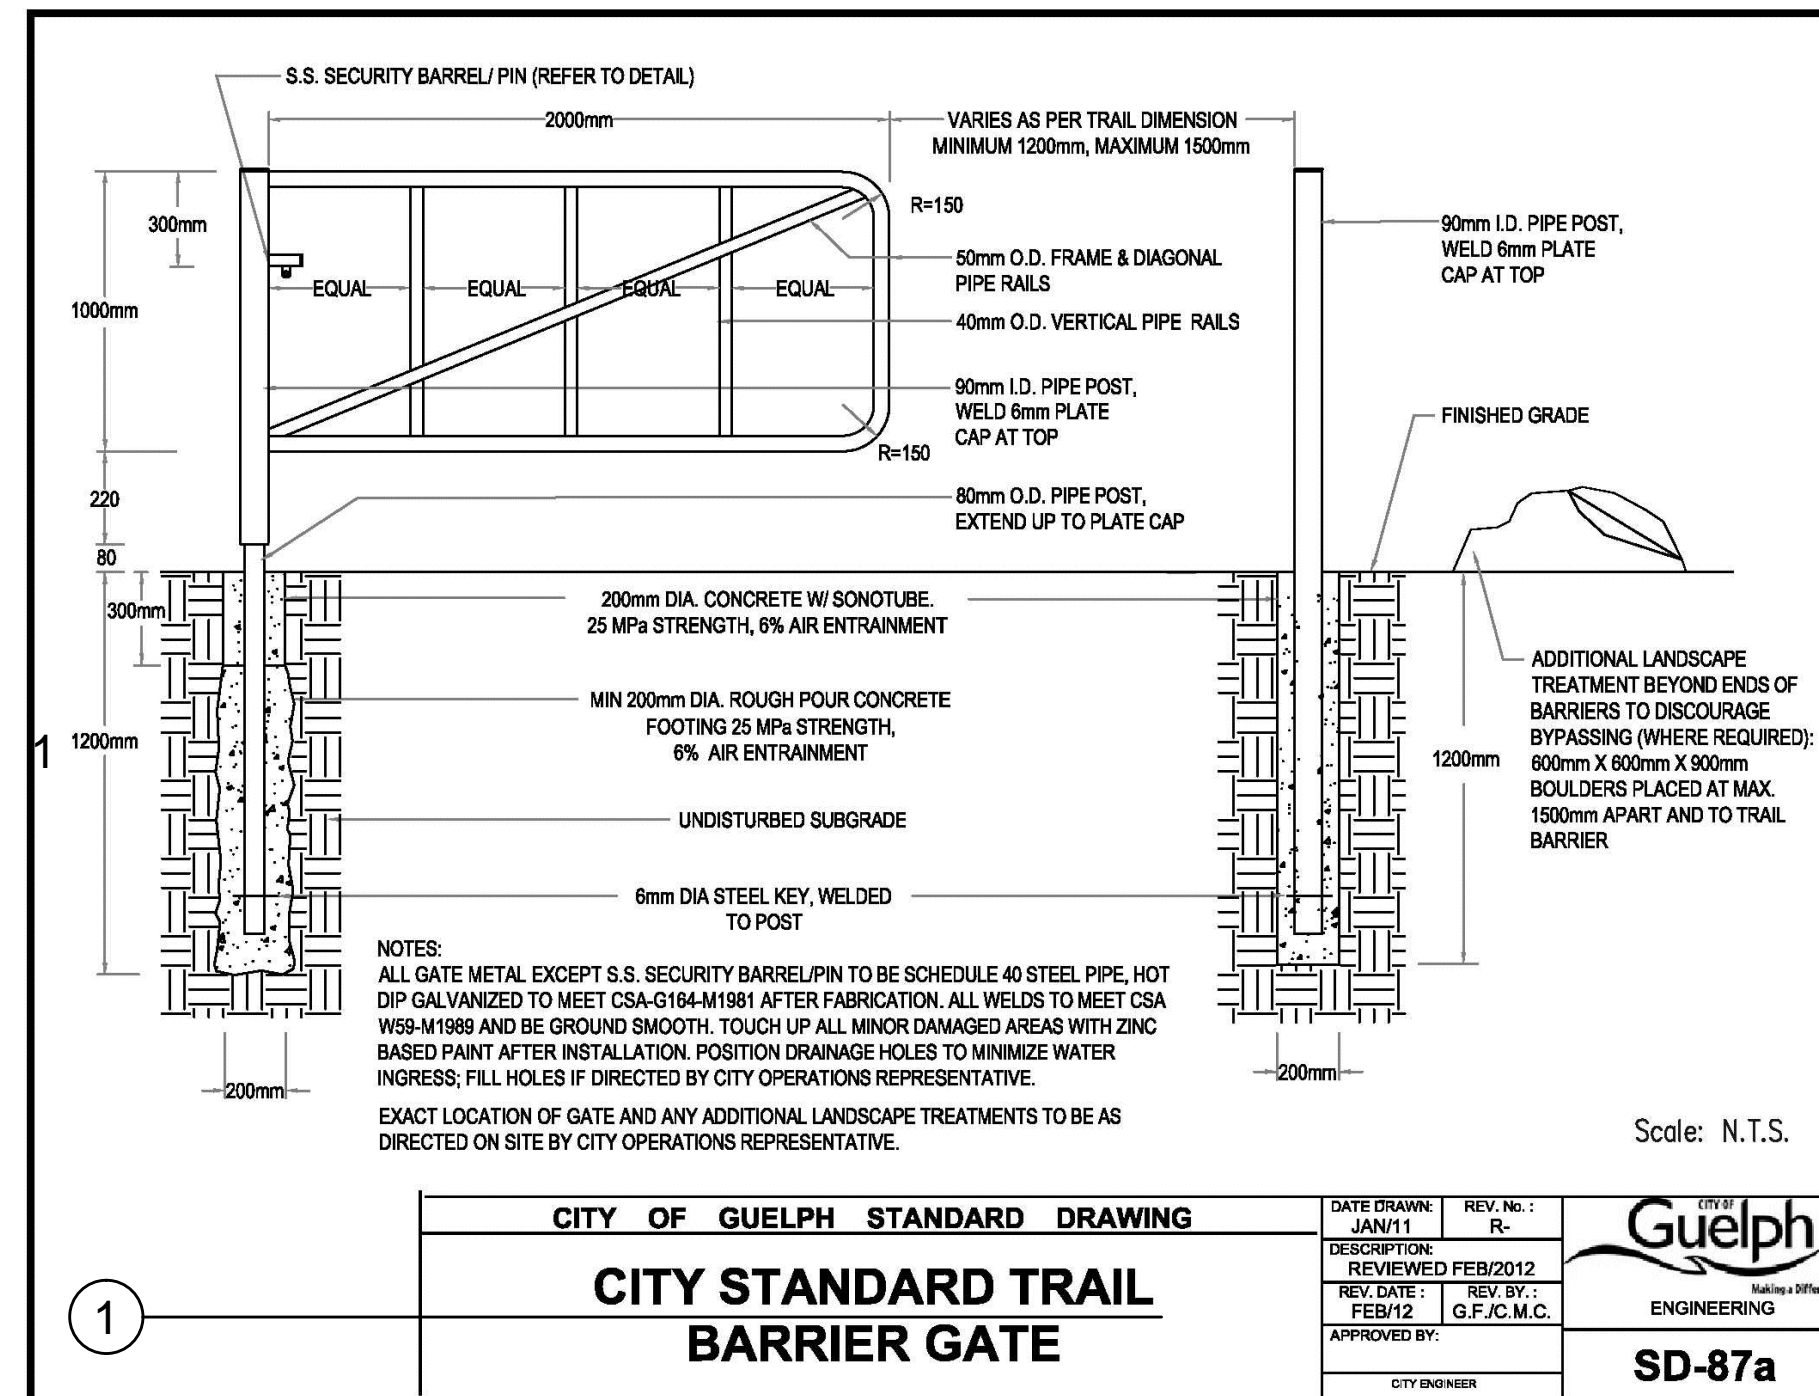 S.S. SECURITY BARREL/ PIN (REFER TO DETAIL)
2000mm
VARIES AS PER TRAIL DIMENSION
MINIMUM 1200mm, MAXIMUM 1500mm
300mm
R=150
90mm I.D. PIPE POST,
WELD 6mm PLATE
CAP AT TOP
50mm O.D. FRAME & DIAGONAL
PIPE RAILS
EQUAL
EQUAL
EQUAL
EQUAL
1000mm
40mm O.D. VERTICAL PIPE RAILS
90mm I.D. PIPE POST,
WELD 6mm PLATE
CAP AT TOP
FINISHED GRADE
R=150
220
80mm O.D. PIPE POST,
EXTEND UP TO PLATE CAP
80
300mm
200mm DIA. CONCRETE W/ SONOTUBE.
25 MPa STRENGTH, 6% AIR ENTRAINMENT
ADDITIONAL LANDSCAPE
TREATMENT BEYOND ENDS OF
BARRIERS TO DISCOURAGE
BYPASSING (WHERE REQUIRED):
600mm X 600mm X 900mm
BOULDERS PLACED AT MAX.
1500mm APART AND TO TRAIL
BARRIER
MIN 200mm DIA. ROUGH POUR CONCRETE
FOOTING 25 MPa STRENGTH,
6% AIR ENTRAINMENT
1
1200mm
1200mm
UNDISTURBED SUBGRADE
6mm DIA STEEL KEY, WELDED
TO POST
NOTES:
ALL GATE METAL EXCEPT S.S. SECURITY BARREL/PIN TO BE SCHEDULE 40 STEEL PIPE, HOT
DIP GALVANIZED TO MEET CSA-G164-M1981 AFTER FABRICATION. ALL WELDS TO MEET CSA
W59-M1989 AND BE GROUND SMOOTH. TOUCH UP ALL MINOR DAMAGED AREAS WITH ZINC
BASED PAINT AFTER INSTALLATION. POSITION DRAINAGE HOLES TO MINIMIZE WATER
INGRESS; FILL HOLES IF DIRECTED BY CITY OPERATIONS REPRESENTATIVE.
200mm
200mm
EXACT LOCATION OF GATE AND ANY ADDITIONAL LANDSCAPE TREATMENTS TO BE AS
DIRECTED ON SITE BY CITY OPERATIONS REPRESENTATIVE.
Scale: N.T.S.
CITY OF GUELPH STANDARD DRAWING
CITY STANDARD TRAIL
BARRIER GATE
1
DATE DRAWN:
JAN/11
REV. No. :
R-
DESCRIPTION:
REVIEWED FEB/2012
REV. DATE :
FEB/12
REV. BY. :
G.F./C.M.C.
APPROVED BY:
CITY ENGINEER
CITY OF
Guelph
Making a
ENGINEERING
SD-87a